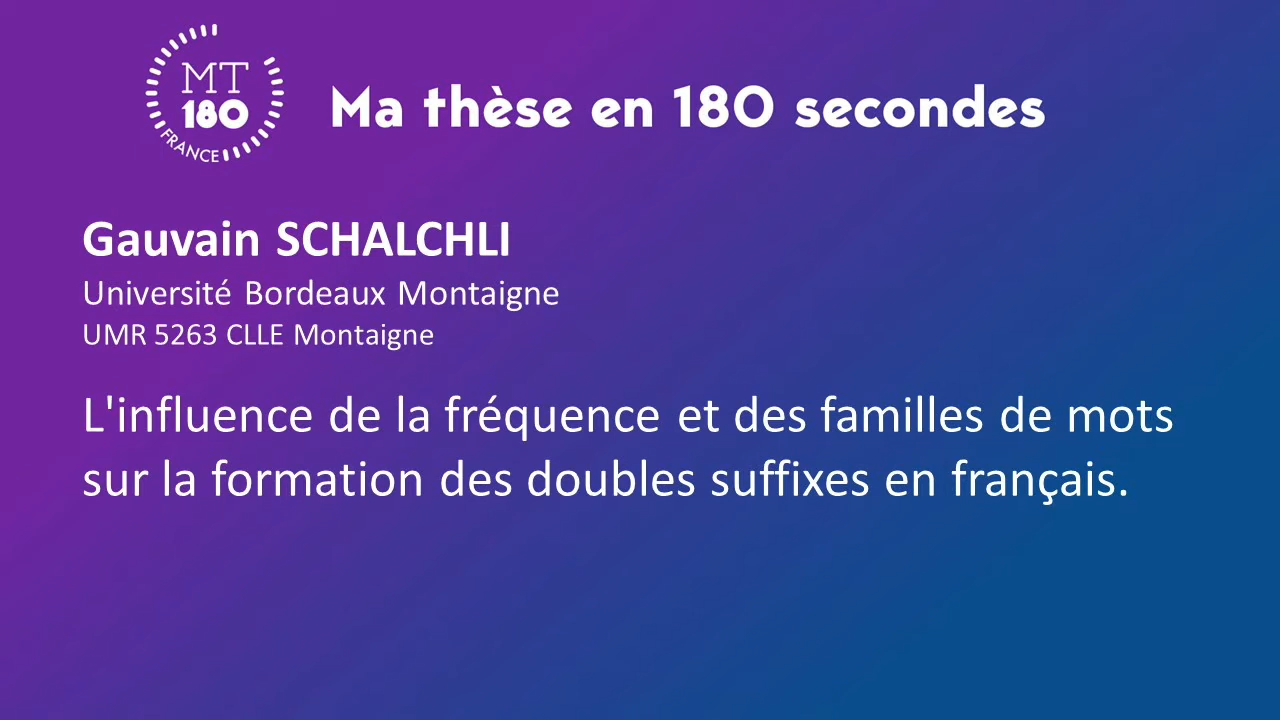 MT
180
FRANCE
Ma thèse en 180 secondes
Gauvain SCHALCHLI
Université Bordeaux Montaigne
UMR 5263 CLLE Montaigne
L'influence de la fréquence et des familles de mots
sur la formation des doubles suffixes en français.